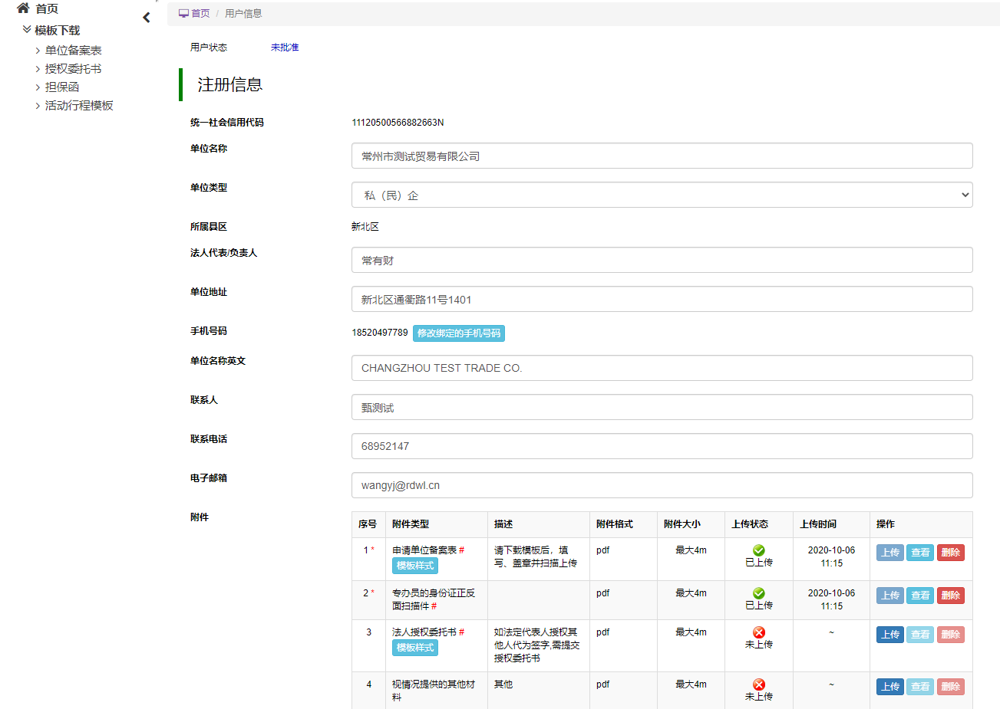 首页
模板下载
单位备案表
授权委托书
担保函
活动行程模板
首页 / 用户信息
用户状态 未批准
注册信息
统一社会信用代码 11120500566882663N
单位名称 常州市测试贸易有限公司
单位类型 私（民）企
所属县区 新北区
法人代表/负责人 常有财
单位地址 新北区通衢路11号1401
手机号码 18520497789 修改绑定的手机号码
单位名称英文 CHANGZHOU TEST TRADE CO.
联系人 甄测试
联系电话 68952147
电子邮箱 wangyj@rdwl.cn
附件
序号 附件类型 描述 附件格式 附件大小 上传状态 上传时间 操作
1 * 申请单位备案表 # 请下载模板后，填 pdf 最大4m 2020-10-06 上传 查看 删除
模板样式 写、盖章并扫描上传 已上传 11:15
2 * 专办员的身份证正反 pdf 最大4m 2020-10-06 上传 查看 删除
面扫描件 # 已上传 11:15
3 法人授权委托书 # 如法定代表人授权其 pdf 最大4m ~ 上传 查看 删除
模板样式 他人代为签字,需提交 未上传
授权委托书
4 视情况提供的其他材 其他 pdf 最大4m ~ 上传 查看 删除
料 未上传